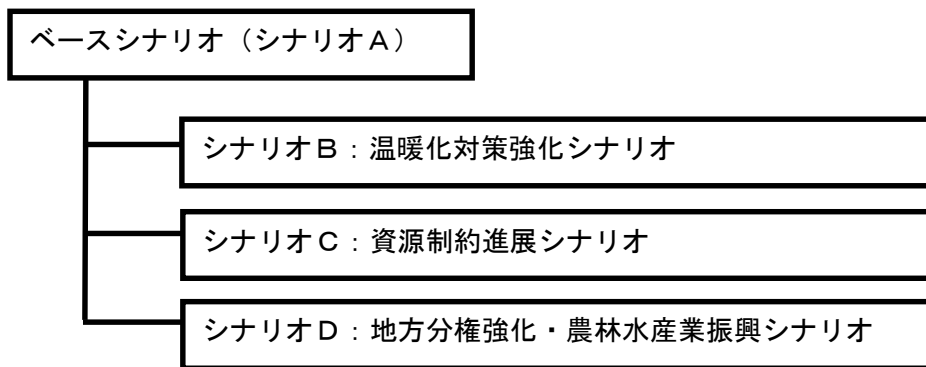 ベースシナリオ（シナリオＡ）
シナリオＢ：温暖化対策強化シナリオ
シナリオＣ：資源制約進展シナリオ
シナリオＤ：地方分権強化・農林水産業振興シナリオ